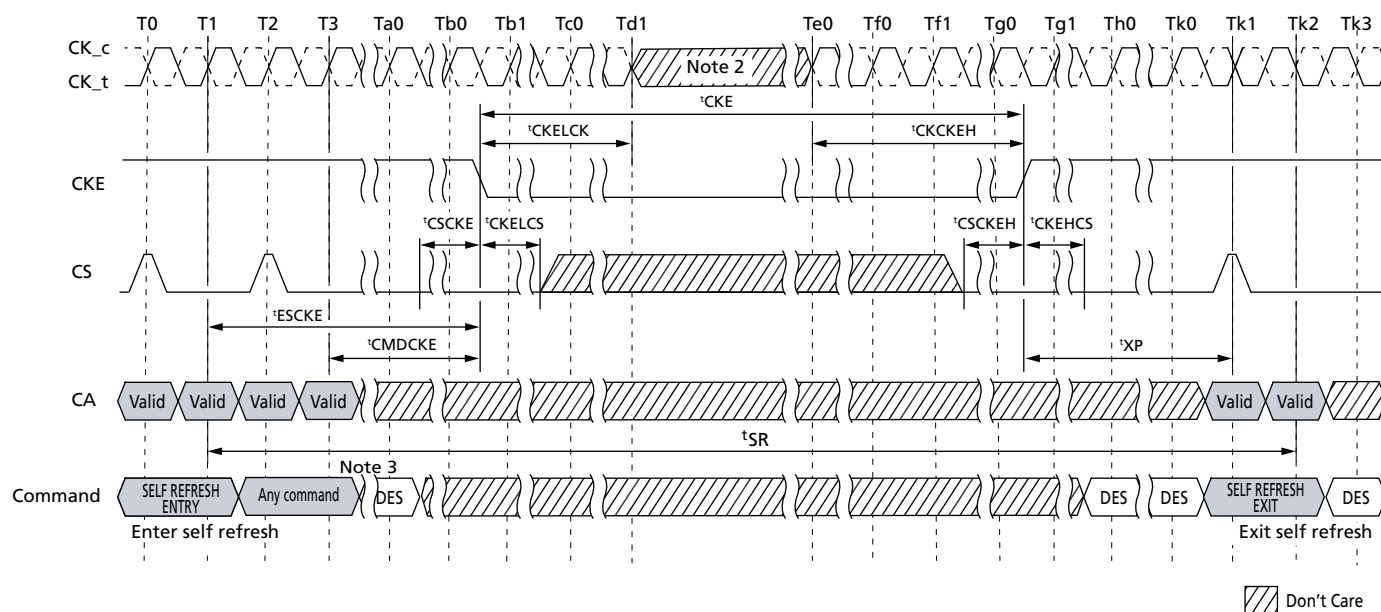 T0 T1 T2 T3 Ta0 Tb0 Tb1 Tc0 Td1 Te0 Tf0 Tf1 Tg0 Tg1 Th0 Tk0 Tk1 Tk2 Tk3
CK_c
CK_t
Note 2
tCKE
tCKELCK
tCKCKEH
CKE
tCSCKE
tCKELCS
tCSCKEH
tCKEHCS
CS
tESCKE
tCMDCKE
tXP
CA
Valid Valid Valid Valid Valid Valid
tSR
Note 3
Command
SELF REFRESH
ENTRY
Any command
DES
DES
DES
SELF REFRESH
EXIT
DES
Enter self refresh
Exit self refresh
Don't Care